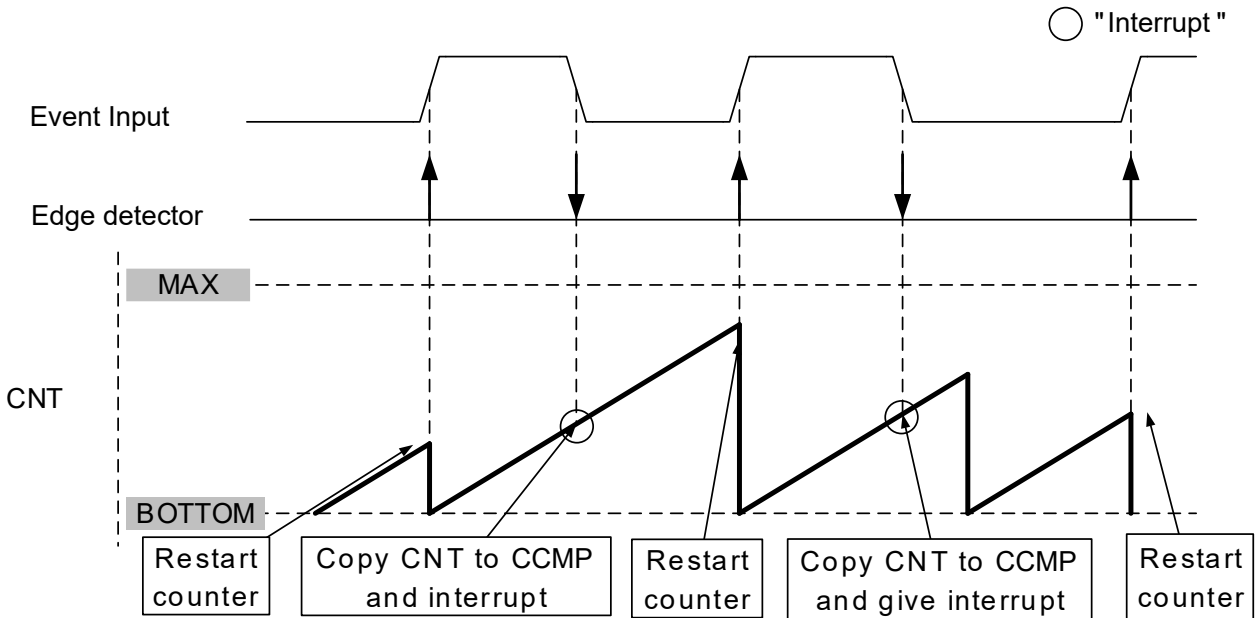 "Interrupt"
Event Input
Edge detector
MAX
CNT
BOTTOM
Restart
counter
Copy CNT to CCMP
and interrupt
Restart
counter
Copy CNT to CCMP
and give interrupt
Restart
counter